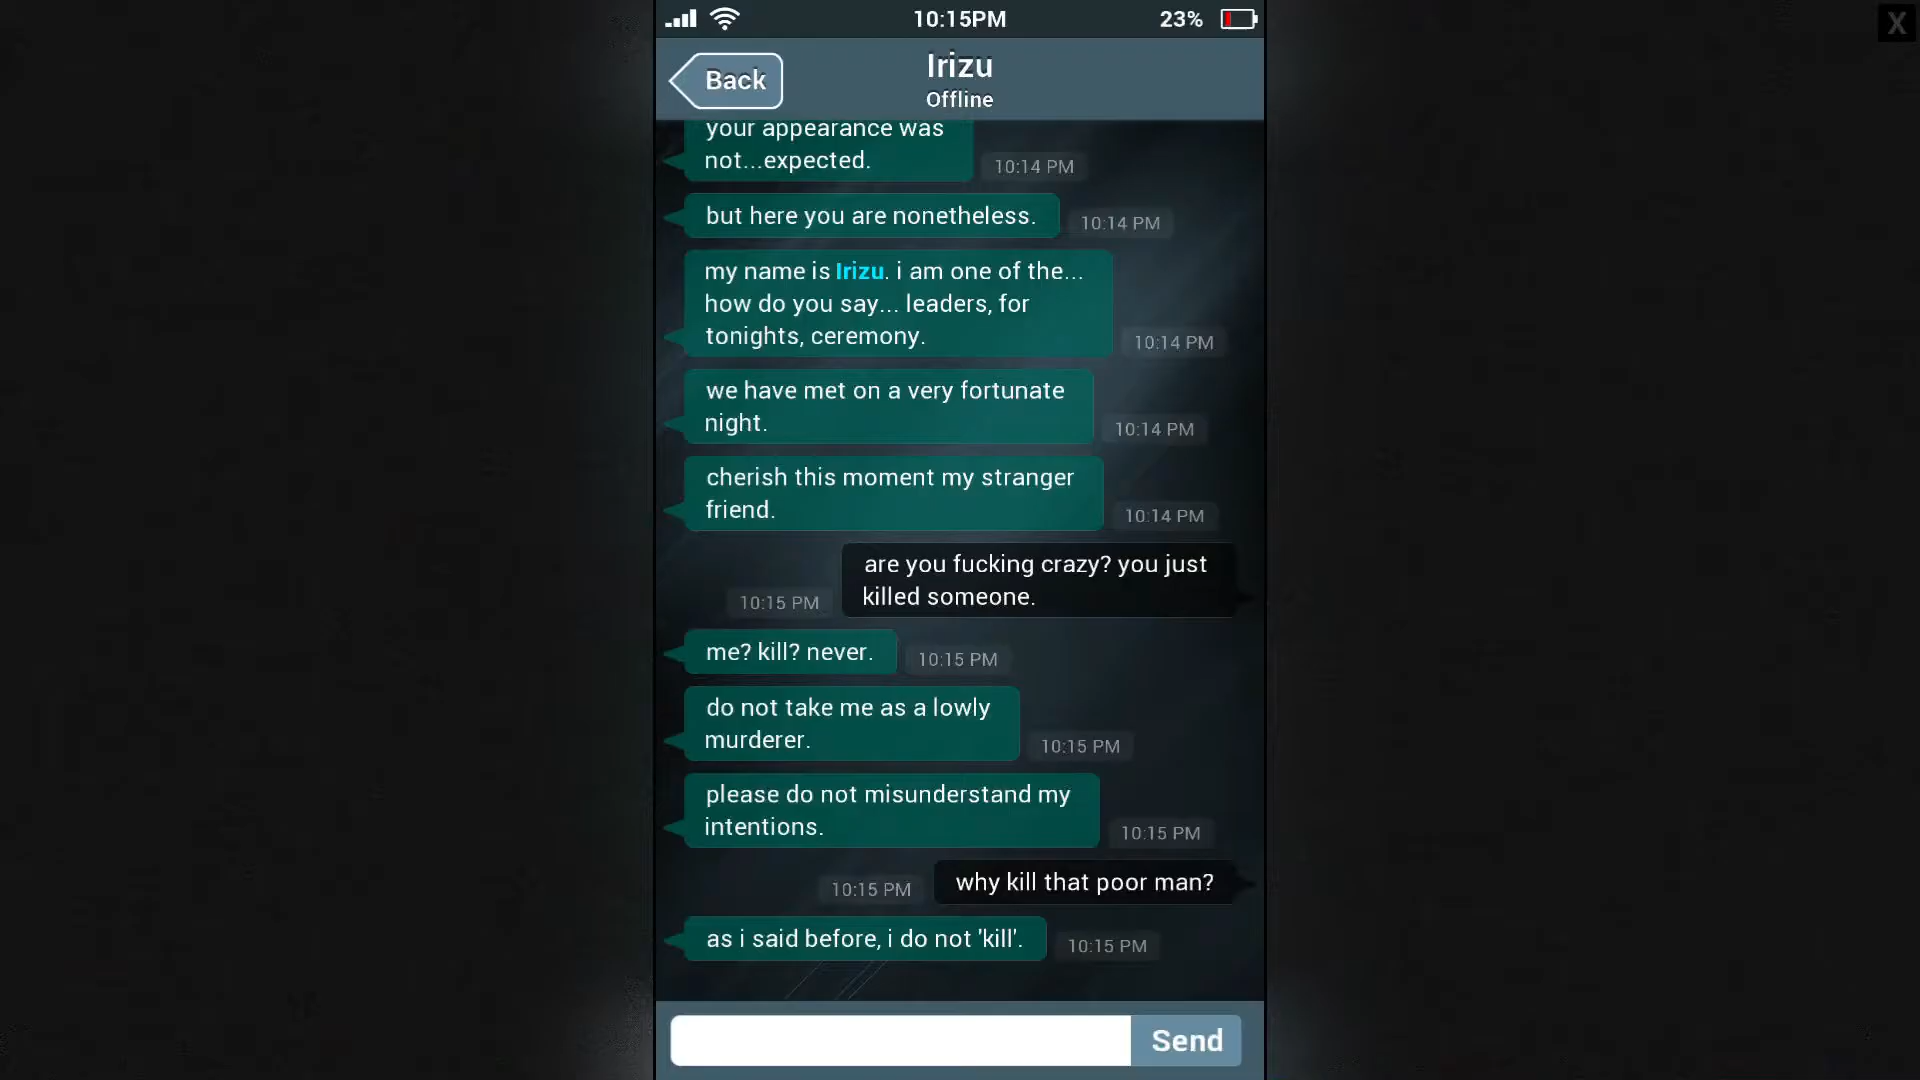 10:15PM
23%
X
Back
Irizu
Offline
your appearance was
not...expected.
10:14 PM
but here you are nonetheless.
10:14 PM
my name is Irizu. i am one of the...
how do you say... leaders, for
tonights, ceremony.
10:14 PM
we have met on a very fortunate
night.
10:14 PM
cherish this moment my stranger
friend.
10:14 PM
are you fucking crazy? you just
killed someone.
10:15 PM
me? kill? never.
10:15 PM
do not take me as a lowly
murderer.
10:15 PM
please do not misunderstand my
intentions.
10:15 PM
why kill that poor man?
10:15 PM
as i said before, i do not 'kill'.
10:15 PM
Send